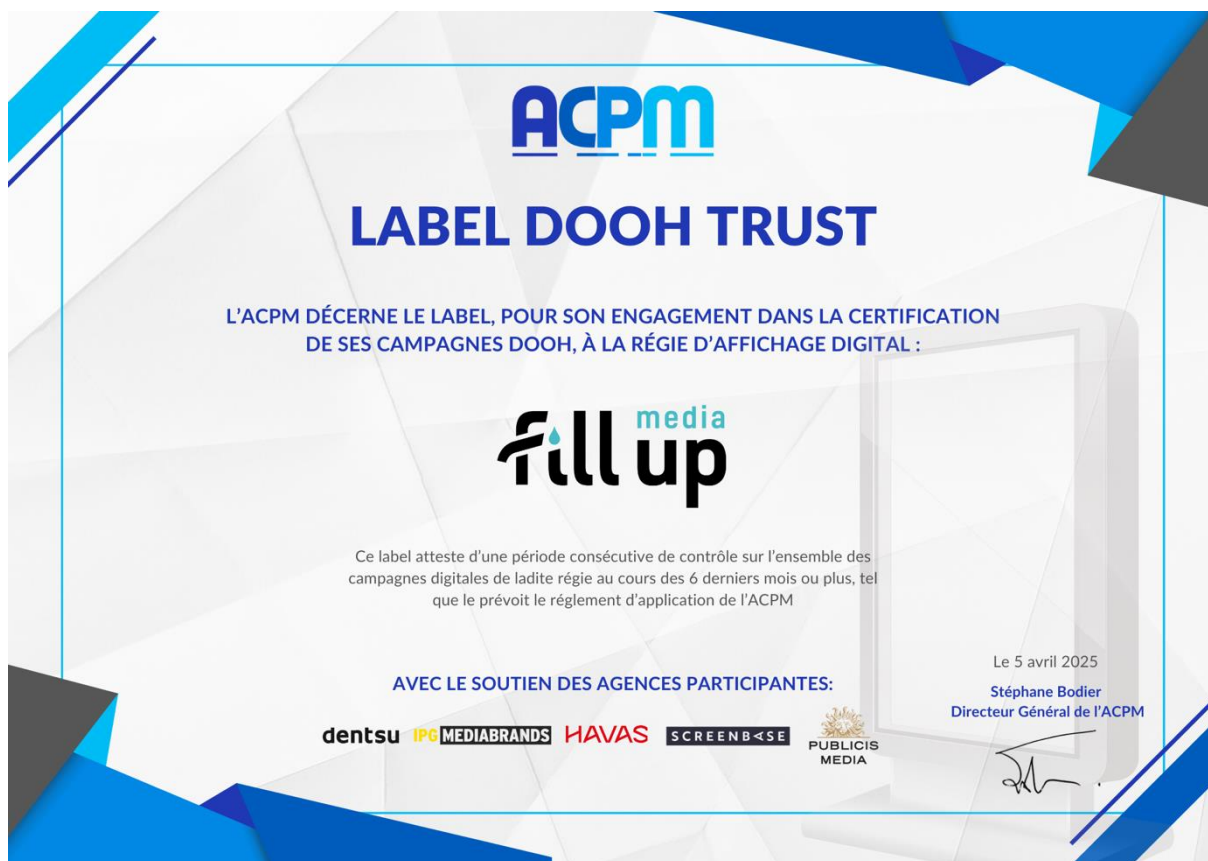 ACPM
LABEL DOOH TRUST
L'ACPM DÉCERNE LE LABEL, POUR SON ENGAGEMENT DANS LA CERTIFICATION
DE SES CAMPAGNES DOOH, À LA RÉGIE D'AFFICHAGE DIGITAL :
fill up media
Ce label atteste d'une période consécutive de contrôle sur l'ensemble des
campagnes digitales de ladite régie au cours des 6 derniers mois ou plus, tel
que le prévoit le réglement d'application de l'ACPM
Le 5 avril 2025
Stéphane Bodier
Directeur Général de l'ACPM
AVEC LE SOUTIEN DES AGENCES PARTICIPANTES:
dentsu IPG MEDIABRANDS HAVAS SCREENBASE PUBLICIS
MEDIA